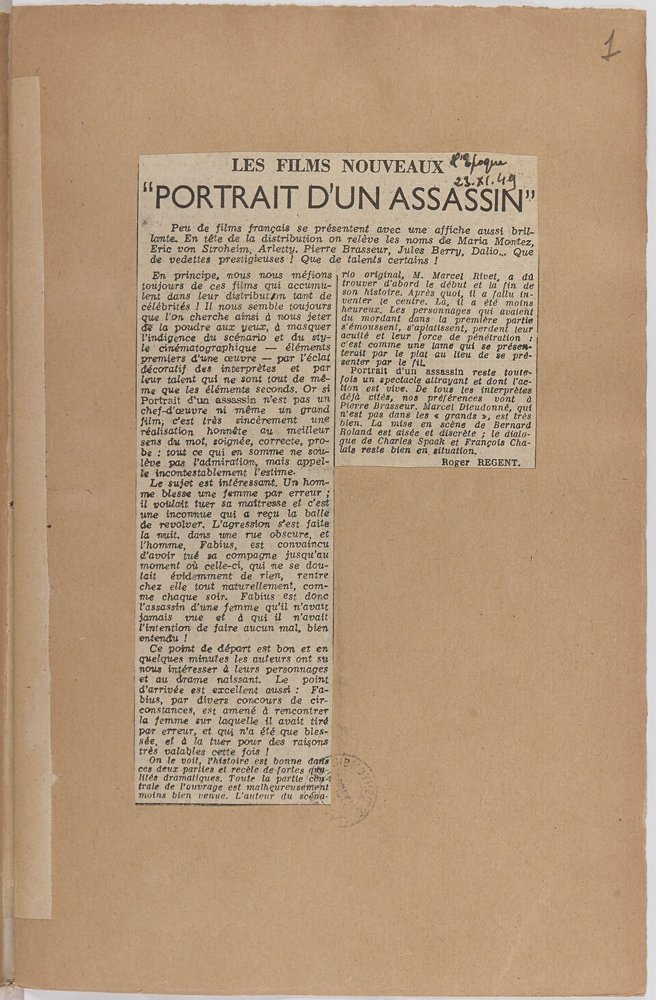 1
LES FILMS NOUVEAUX
l'Epoque
23.XI.49
"PORTRAIT D'UN ASSASSIN"
Peu de films français se présentent avec une affiche aussi bril-
lante. En tête de la distribution on relève les noms de Maria Montez,
Eric von Stroheim, Arletty. Pierre Brasseur, Jules Berry, Dalio... Que
de vedettes prestigieuses ! Que de talents certains !
En principe, nous nous méfions
toujours de ces films qui accumu-
lent dans leur distribution tant de
célébrités ! Il nous semble toujours
que l'on cherche ainsi à nous jeter
de la poudre aux yeux, à masquer
l'indigence du scénario et du sty-
le cinématographique — éléments
premiers d'une œuvre — par l'éclat
décoratif des interprètes et par
leur talent qui ne sont tout de mê-
me que les éléments seconds. Or si
Portrait d'un assassin n'est pas un
chef-d'œuvre ni même un grand
film, c'est très sincèrement une
réalisation honnête au meilleur
sens du mot, soignée, correcte, pro-
be : tout ce qui en somme ne sou-
lève pas l'admiration, mais appel-
le incontestablement l'estime.
Le sujet est intéressant. Un hom-
me blesse une femme par erreur ;
il voulait tuer sa maîtresse et c'est
une inconnue qui a reçu la balle
de revolver. L'agression s'est faite
la nuit. dans une rue obscure, et
l'homme, Fabius, est convaincu
d'avoir tué sa compagne jusqu'au
moment où celle-ci, qui ne se dou-
tait évidemment de rien, rentre
chez elle tout naturellement, com-
me chaque soir. Fabius est donc
l'assassin d'une femme qu'il n'avait
jamais vue et à qui il n'avait
l'intention de faire aucun mal, bien
entendu !
Ce point de départ est bon et en
quelques minutes les auteurs ont su
nous intéresser à leurs personnages
et au drame naissant. Le point
d'arrivée est excellent aussi : Fa-
bius, par divers concours de cir-
constances, est amené à rencontrer
la femme sur laquelle il avait tiré
par erreur, et qui n'a été que bles-
sée, et à la tuer pour des raisons
très valables cette fois !
On le voit, l'histoire est bonne dans
ces deux parties et recèle de fortes qua-
lités dramatiques. Toute la partie cen-
trale de l'ouvrage est malheureusement
moins bien venue. L'auteur du scéna-
rio original, M. Marcel Rivet, a dû
trouver d'abord le début et la fin de
son histoire. Après quoi, il a fallu in-
venter le centre. Là, il a été moins
heureux. Les personnages qui avaient
du mordant dans la première partie
s'émoussent, s'aplatissent, perdent leur
acuité et leur force de pénétration ;
c'est comme une lame qui se présen-
terait par le plat au lieu de se pré-
senter par le fil.
Portrait d'un assassin reste toute-
fois un spectacle attrayant et dont l'ac-
tion est vive. De tous les interprètes
déjà cités, nos préférences vont à
Pierre Brasseur. Marcel Dieudonné, qui
n'est pas dans les « grands », est très
bien. La mise en scène de Bernard
Roland est aisée et discrète ; le dialo-
gue de Charles Spaak et François Cha-
lais reste bien en situation.
Roger REGENT.